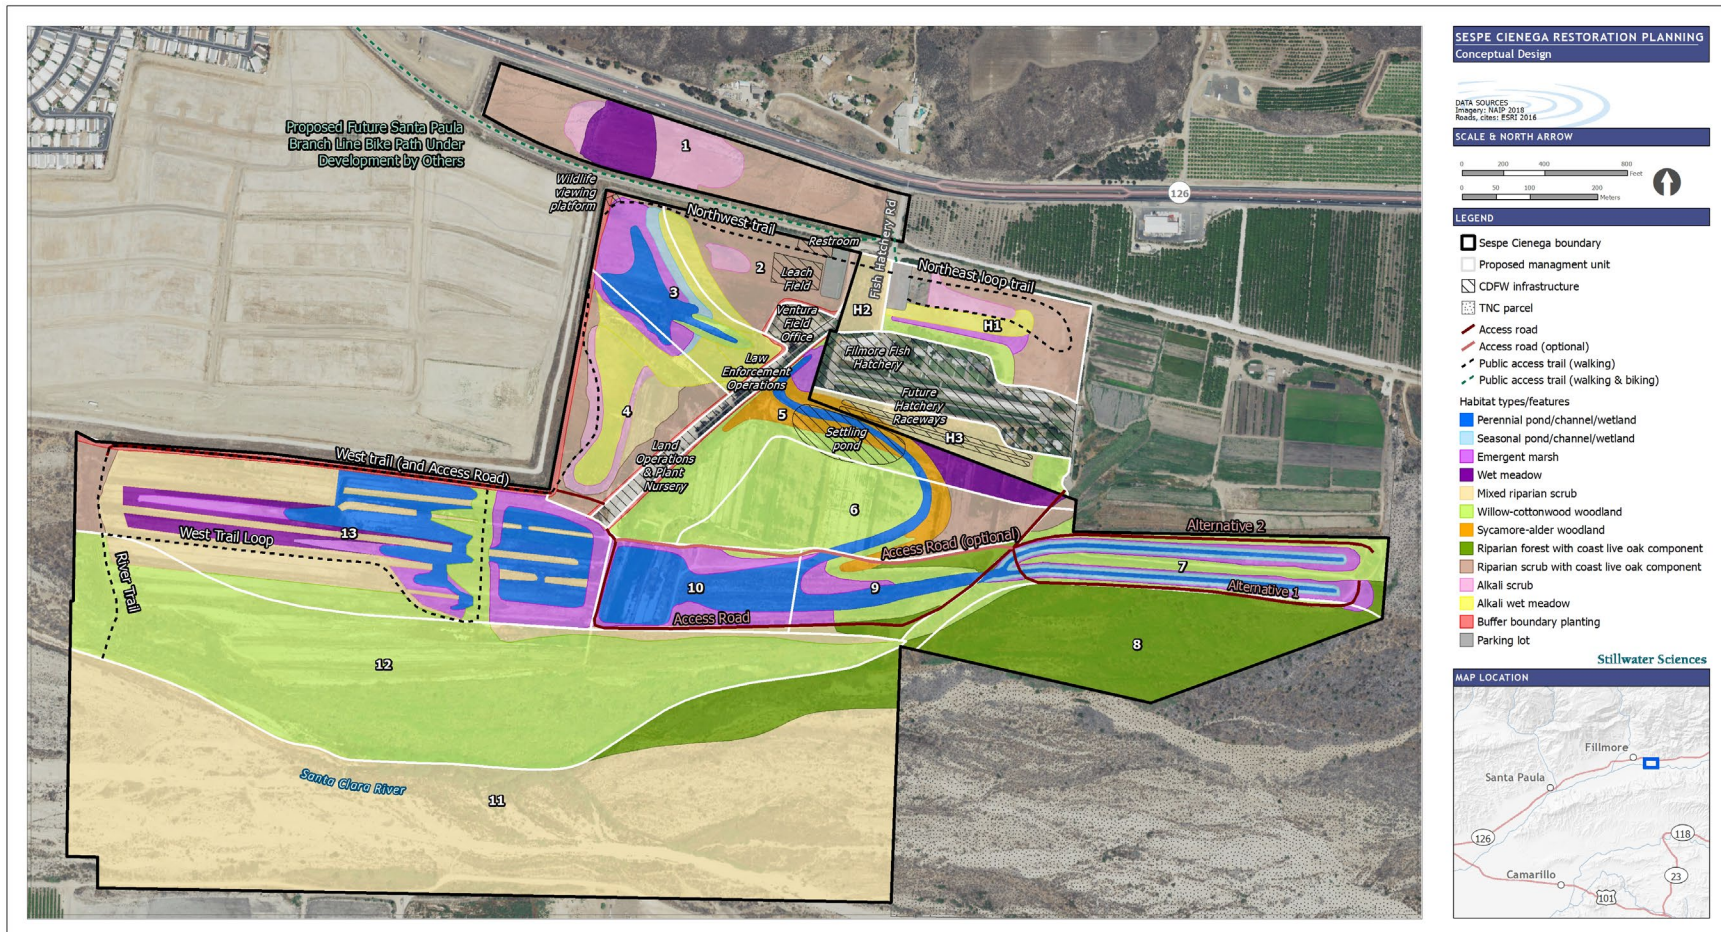 Proposed Future Santa Paula
Branch Line Bike Path Under
Development by Others
1
126
Wildlife
viewing
platform
Northwest trail
Fish Hatchery Rd
Restroom
2
Leach
Field
Northeast loop trail
3
H2
H1
Ventura
Field
Office
Filmore Fish
Hatchery
Law
Enforcement
Operations
Future
Hatchery
Raceways
4
5
Settling
pond
H3
Land
Operations
& Plant
Nursery
West trail (and Access Road)
6
13
West Trail Loop
River Trail
Access Road (optional)
Alternative 2
7
10
9
Alternative 1
Access Road
8
12
Santa Clara River
11
SESPE CIENEGA RESTORATION PLANNING
Conceptual Design
DATA SOURCES
Imagery: NAIP 2018
Roads, cites: ESRI 2016
SCALE & NORTH ARROW
0 200 400 800
Feet
0 50 100 200
Meters
LEGEND
Sespe Cienega boundary
Proposed managment unit
CDFW infrastructure
TNC parcel
Access road
Access road (optional)
Public access trail (walking)
Public access trail (walking & biking)
Habitat types/features
Perennial pond/channel/wetland
Seasonal pond/channel/wetland
Emergent marsh
Wet meadow
Mixed riparian scrub
Willow-cottonwood woodland
Sycamore-alder woodland
Riparian forest with coast live oak component
Riparian scrub with coast live oak component
Alkali scrub
Alkali wet meadow
Buffer boundary planting
Parking lot
Stillwater Sciences
MAP LOCATION
Fillmore
Santa Paula
126
118
Camarillo
23
101